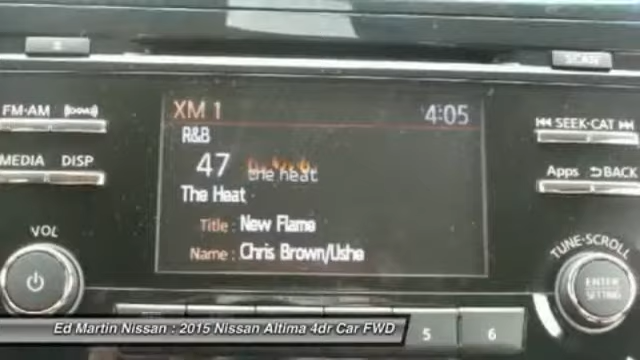 SCAN
FM-AM
XM 1
4:05
SEEK-CAT
R&B
47
the heat
MEDIA DISP
Apps BACK
The Heat
VOL
Title : New Flame
Name : Chris Brown/Ushe
TUNE-SCROLL
ENTER
SETTING
Ed Martin Nissan : 2015 Nissan Altima 4dr Car FWD
5
6